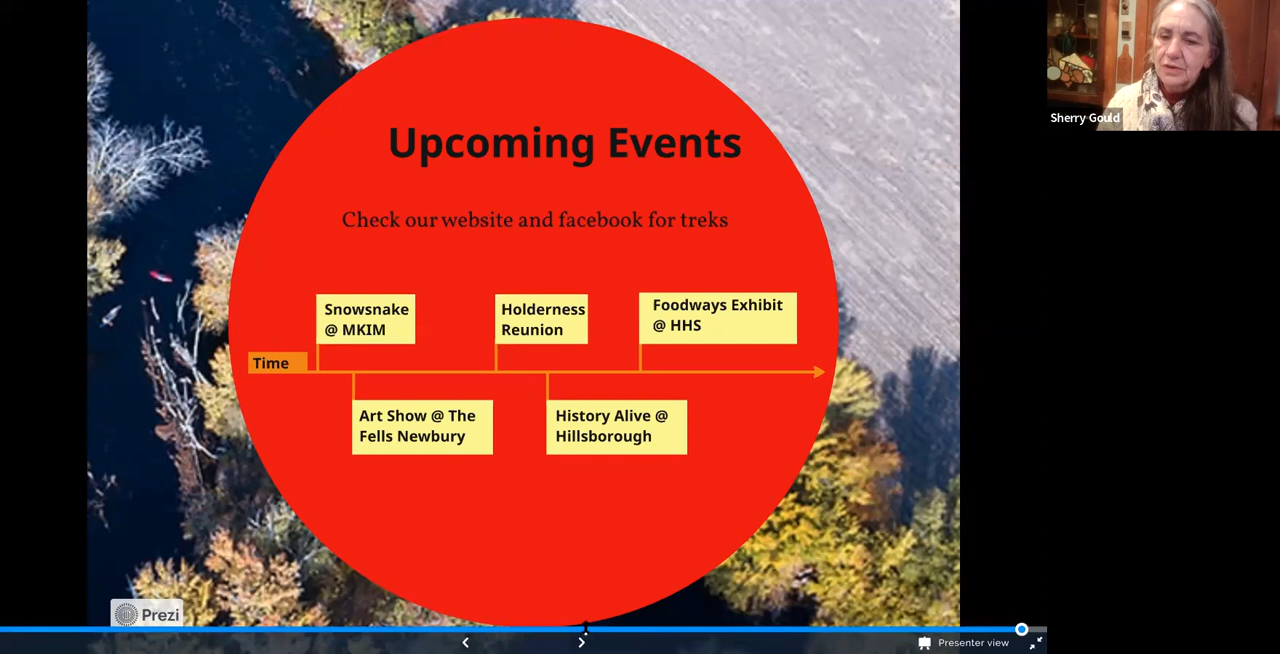 Upcoming Events
Check our website and facebook for treks
Snowsnake
@ MKIM
Holderness
Reunion
Foodways Exhibit
@ HHS
Time
Art Show @ The
Fells Newbury
History Alive @
Hillsborough
Prezi
Presenter view
Sherry Gould